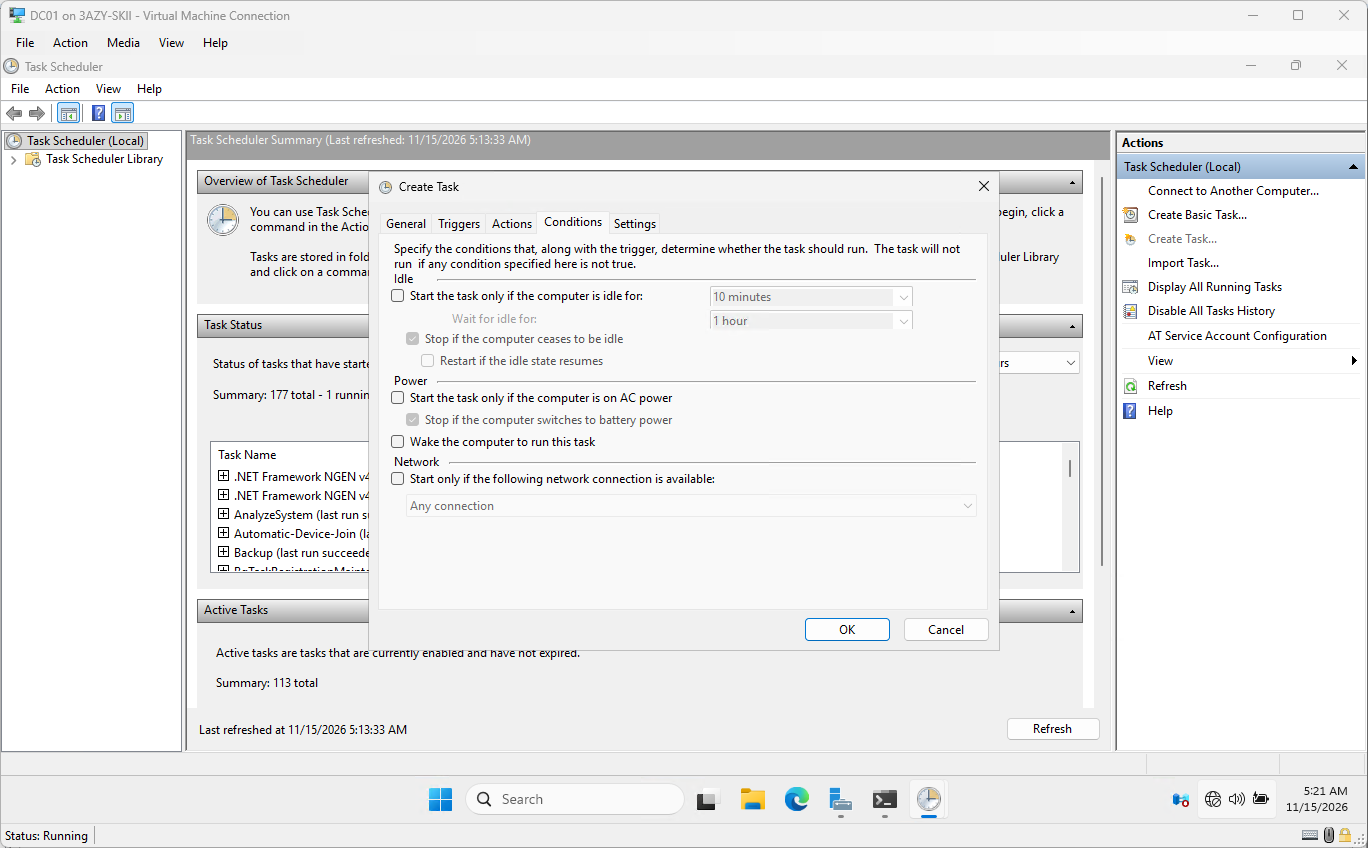 DC01 on 3AZY-SKII - Virtual Machine Connection
File Action Media View Help
Task Scheduler
File Action View Help
Task Scheduler (Local)
Task Scheduler Library
Task Scheduler Summary (Last refreshed: 11/15/2026 5:13:33 AM)
Overview of Task Scheduler
You can use Task Sche
command in the Actio
Tasks are stored in fold
and click on a comma
begin, click a
uler Library
Task Status
Status of tasks that have starte
rs
Summary: 177 total - 1 runnin
Task Name
.NET Framework NGEN v4
.NET Framework NGEN v4
AnalyzeSystem (last run s
Automatic-Device-Join (la
Backup (last run succeede
Active Tasks
Active tasks are tasks that are currently enabled and have not expired.
Summary: 113 total
Last refreshed at 11/15/2026 5:13:33 AM
Refresh
Create Task
General Triggers Actions Conditions Settings
Specify the conditions that, along with the trigger, determine whether the task should run. The task will not
run if any condition specified here is not true.
Idle
Start the task only if the computer is idle for: 10 minutes
Wait for idle for: 1 hour
Stop if the computer ceases to be idle
Restart if the idle state resumes
Power
Start the task only if the computer is on AC power
Stop if the computer switches to battery power
Wake the computer to run this task
Network
Start only if the following network connection is available:
Any connection
OK Cancel
Actions
Task Scheduler (Local)
Connect to Another Computer...
Create Basic Task...
Create Task...
Import Task...
Display All Running Tasks
Disable All Tasks History
AT Service Account Configuration
View
Refresh
Help
Search
5:21 AM
11/15/2026
Status: Running